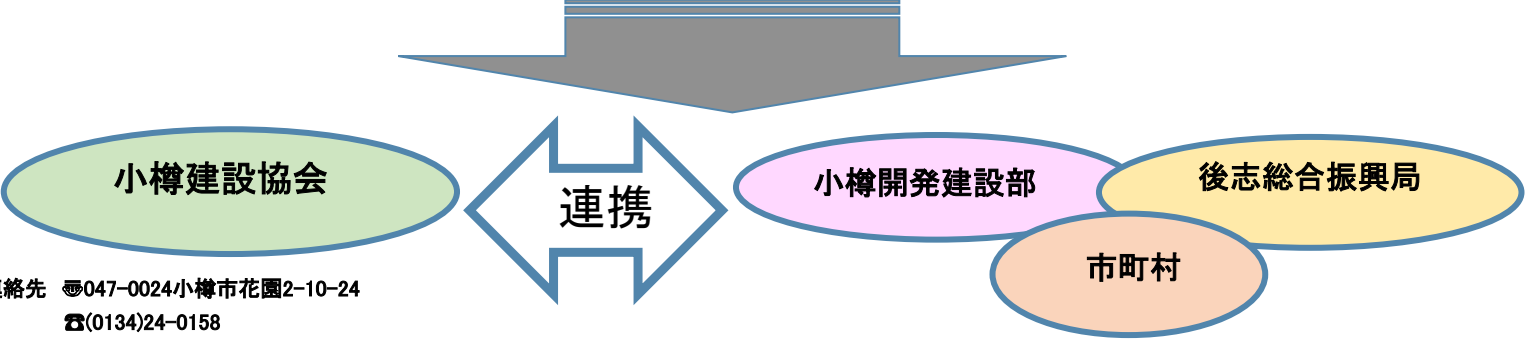 小樽建設協会
連携
小樽開発建設部
後志総合振興局
市町村
絡先 〠047-0024小樽市花園2-10-24
☎(0134)24-0158